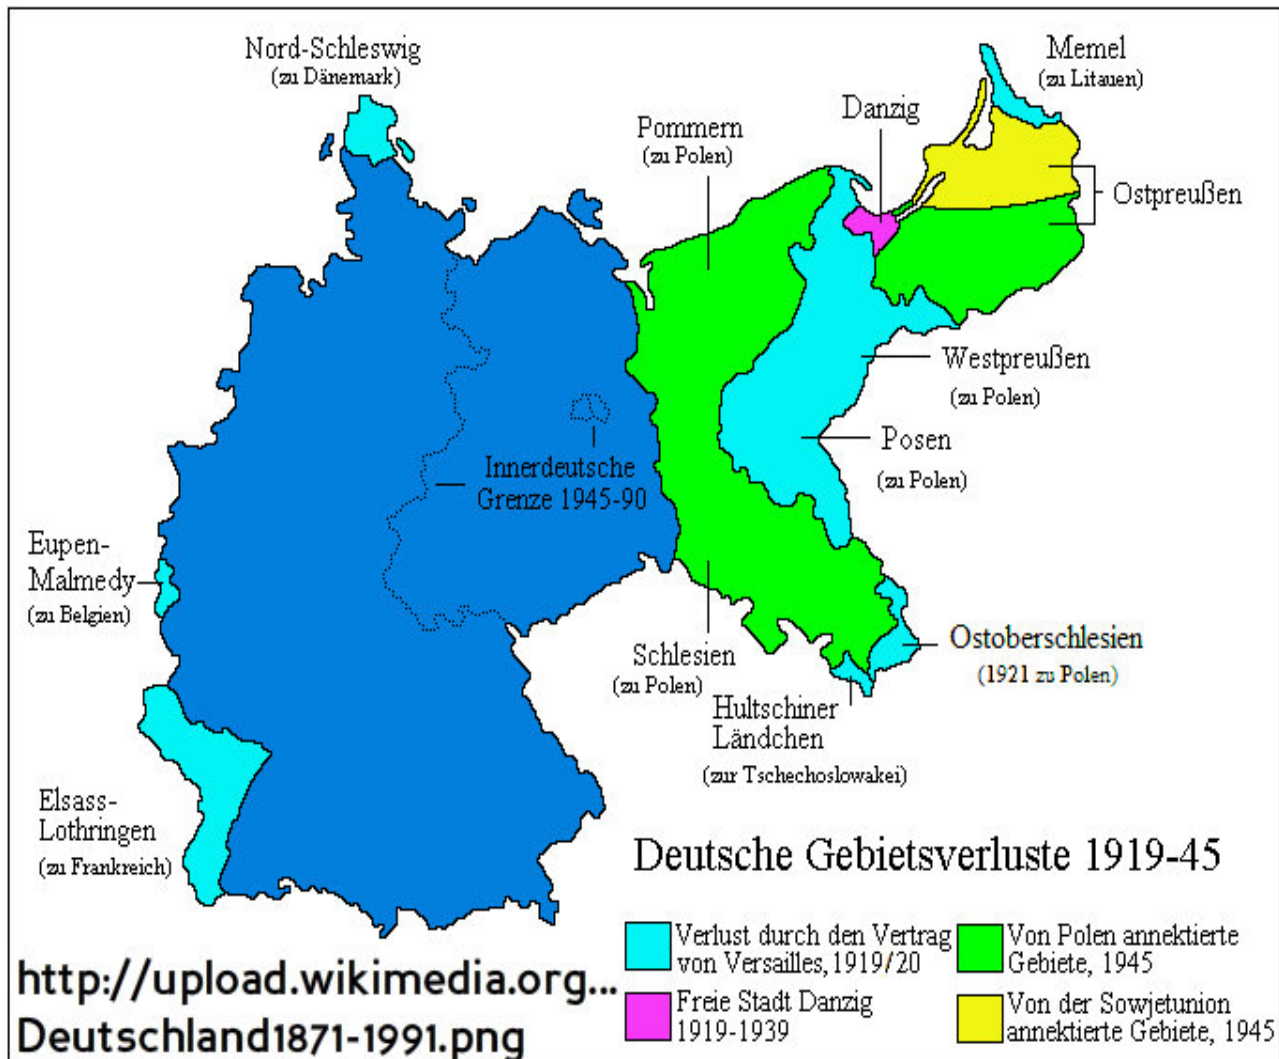 Nord-Schleswig
(zu Dänemark)
Memel
(zu Litauen)
Danzig
Pommern
(zu Polen)
Ostpreußen
Westpreußen
(zu Polen)
Posen
(zu Polen)
Innerdeutsche
Grenze 1945-90
Eupen-
Malmedy
(zu Belgien)
Schlesien
(zu Polen)
Ostoberschlesien
(1921 zu Polen)
Hultschiner
Ländchen
(zur Tschechoslowakei)
Elsass-
Lothringen
(zu Frankreich)
Deutsche Gebietsverluste 1919-45
Verlust durch den Vertrag
von Versailles, 1919/20
Von Polen annektierte
Gebiete, 1945
Freie Stadt Danzig
1919-1939
Von der Sowjetunion
annektierte Gebiete, 1945
http://upload.wikimedia.org...
Deutschland1871-1991.png